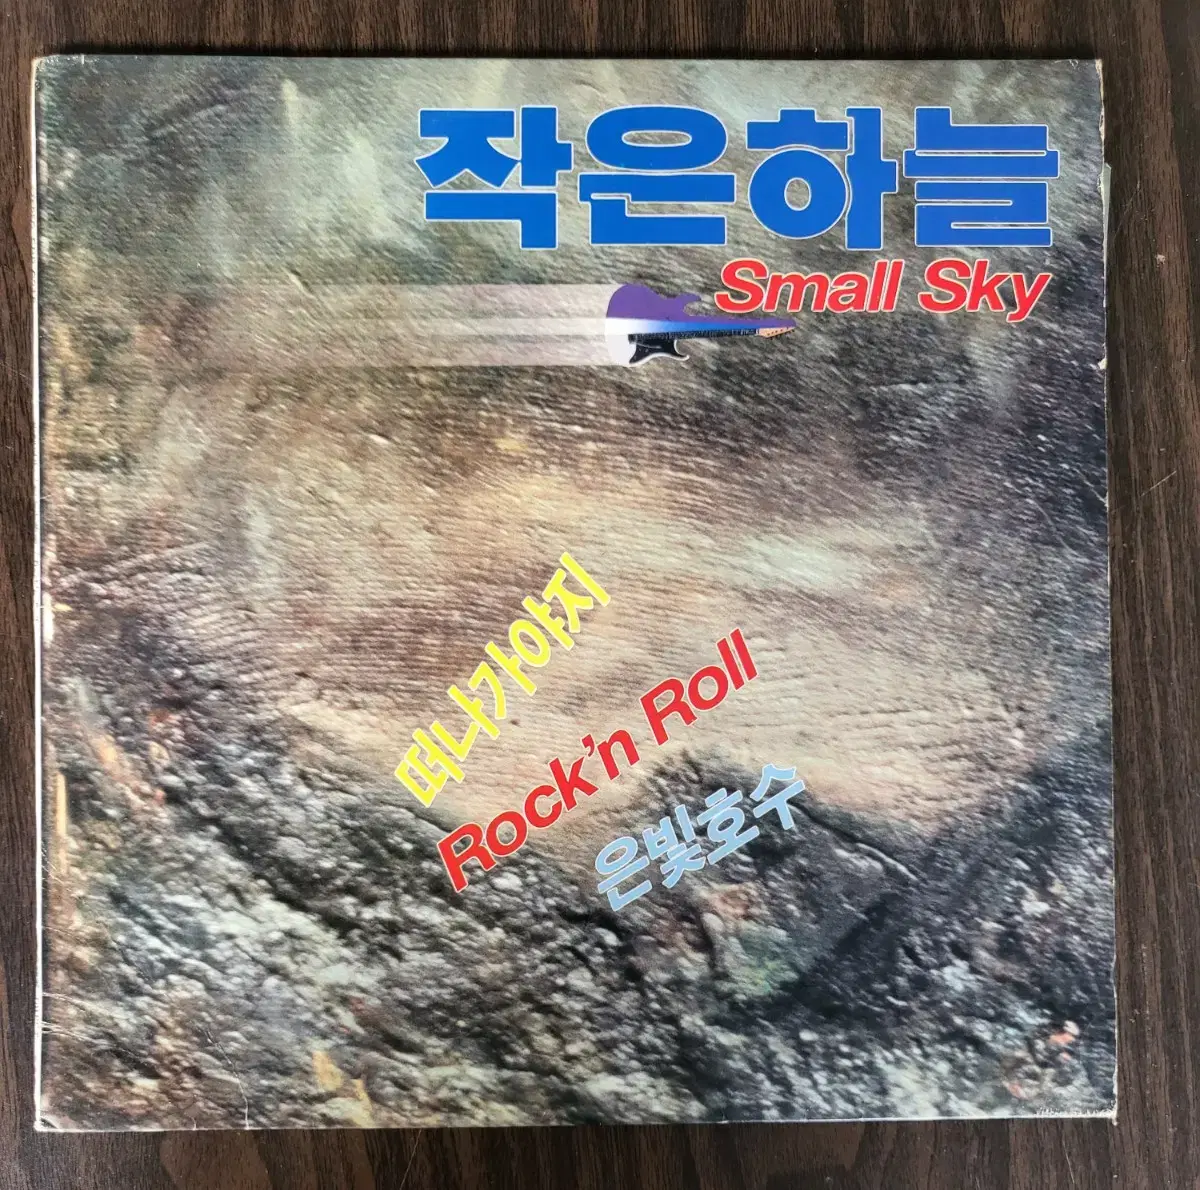 작은하늘
Small Sky
떠나가야지
Rock'n Roll
은빛호수